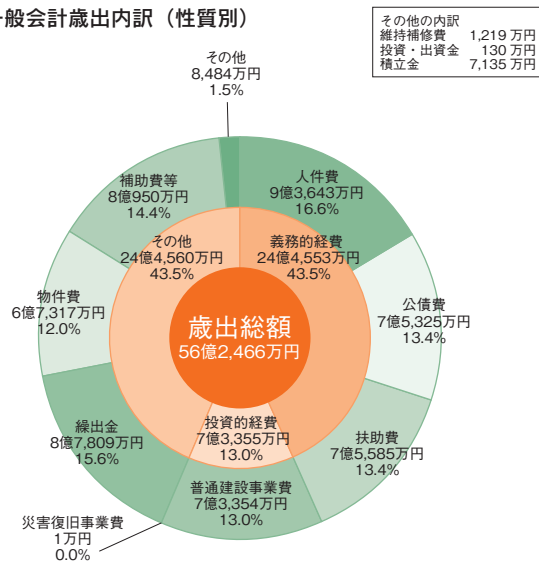 般会計歳出内訳（性質別）
その他の内訳
維持補修費 1,219 万円
投資・出資金 130 万円
積立金 7,135 万円
その他
8,484万円
1.5%
人件費
9億3,643万円
16.6%
公債費
7億5,325万円
13.4%
扶助費
7億5,585万円
13.4%
普通建設事業費
7億3,354万円
13.0%
災害復旧事業費
1万円
0.0%
繰出金
8億7,809万円
15.6%
物件費
6億7,317万円
12.0%
補助費等
8億950万円
14.4%
その他
24億4,560万円
43.5%
義務的経費
24億4,553万円
43.5%
投資的経費
7億3,355万円
13.0%
歳出総額
56億2,466万円